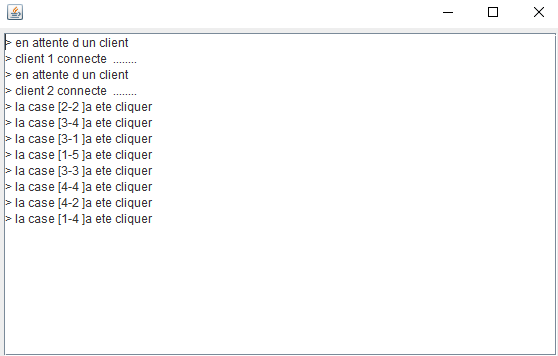 > en attente d un client
> client 1 connecte  ........
> en attente d un client
> client 2 connecte  ........
> la case [2-2 ]a ete cliquer
> la case [3-4 ]a ete cliquer
> la case [3-1 ]a ete cliquer
> la case [1-5 ]a ete cliquer
> la case [3-3 ]a ete cliquer
> la case [4-4 ]a ete cliquer
> la case [4-2 ]a ete cliquer
> la case [1-4 ]a ete cliquer